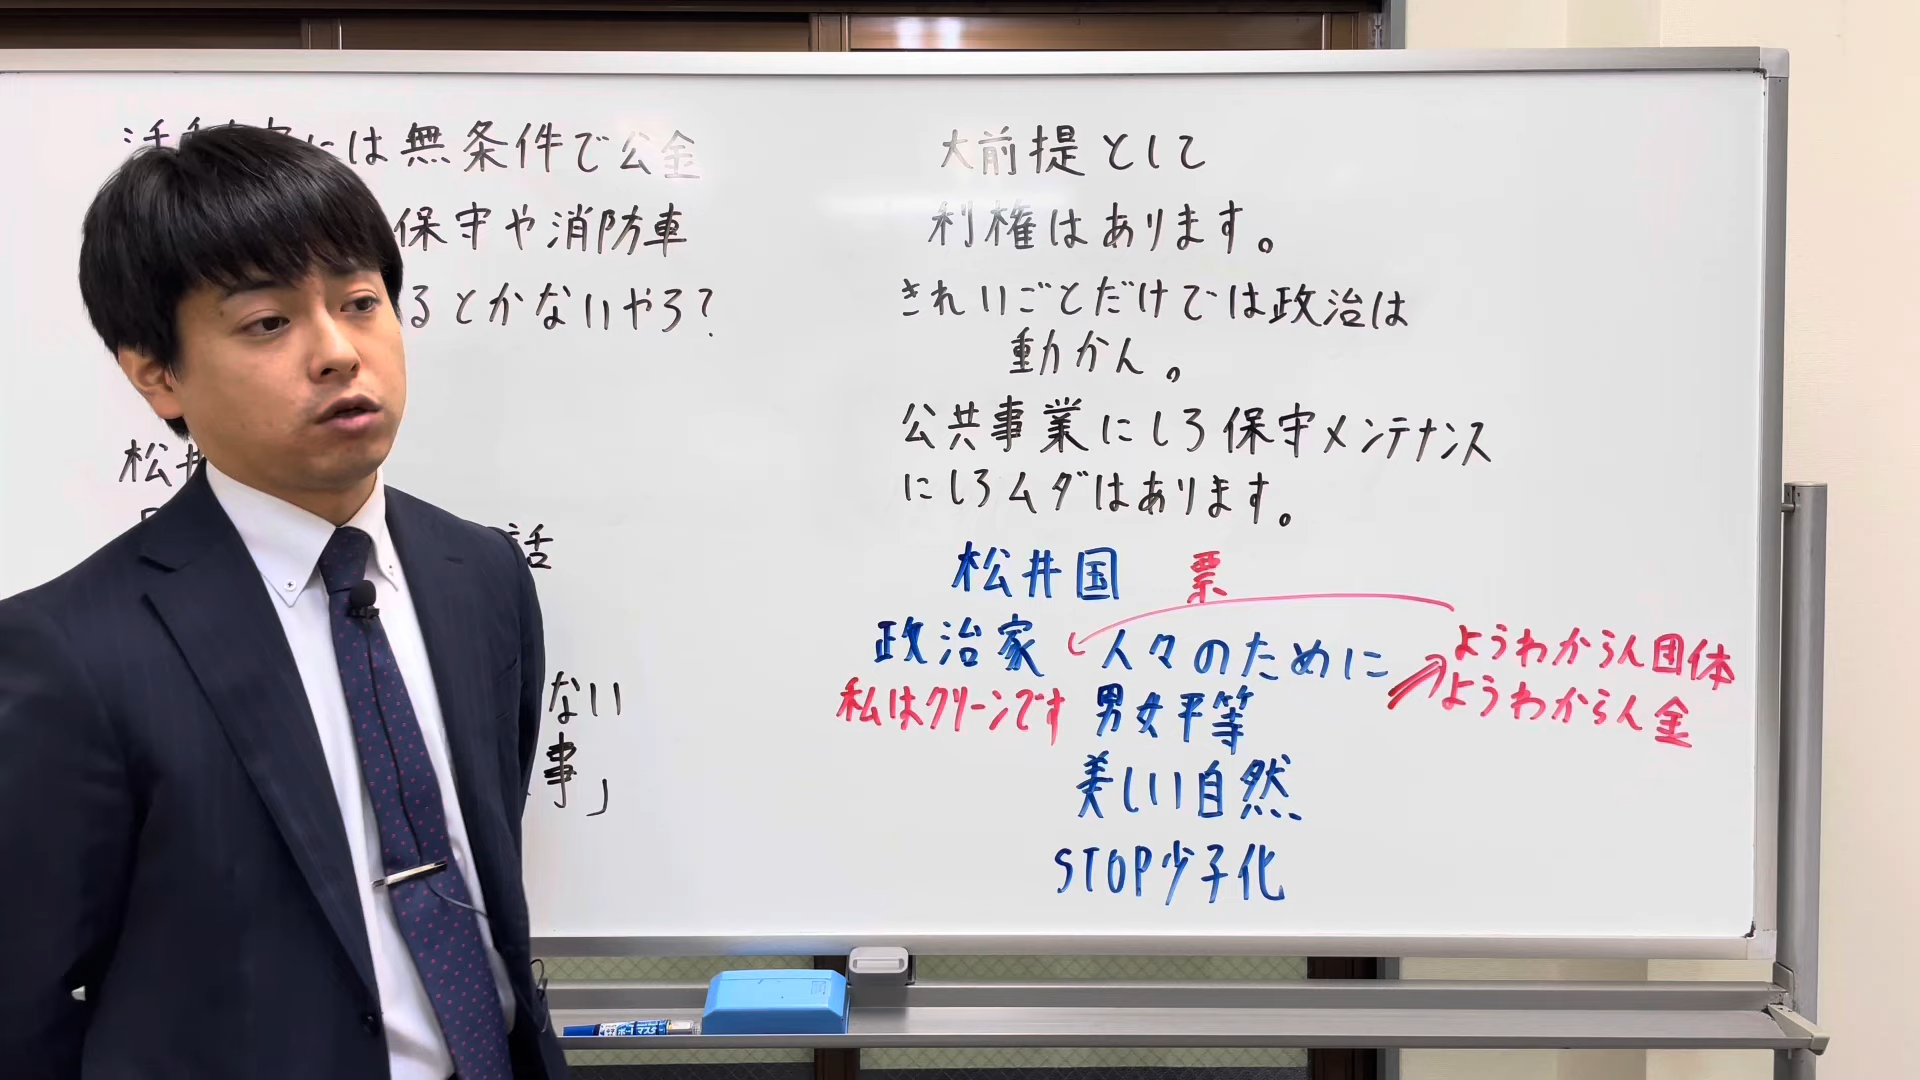 には無条件で公金
保守や消防車
るとかないやろ?
松井
話
ない
事」
大前提として
利権はあります。
きれいごとだけでは政治は
動かん。
公共事業にしろ保守メンテナンス
にしろムダはあります。
松井国 票
政治家 人々のために
私はクリーンです 男女平等
美しい自然
STOP少子化
ようわからん団体
ようわからん金